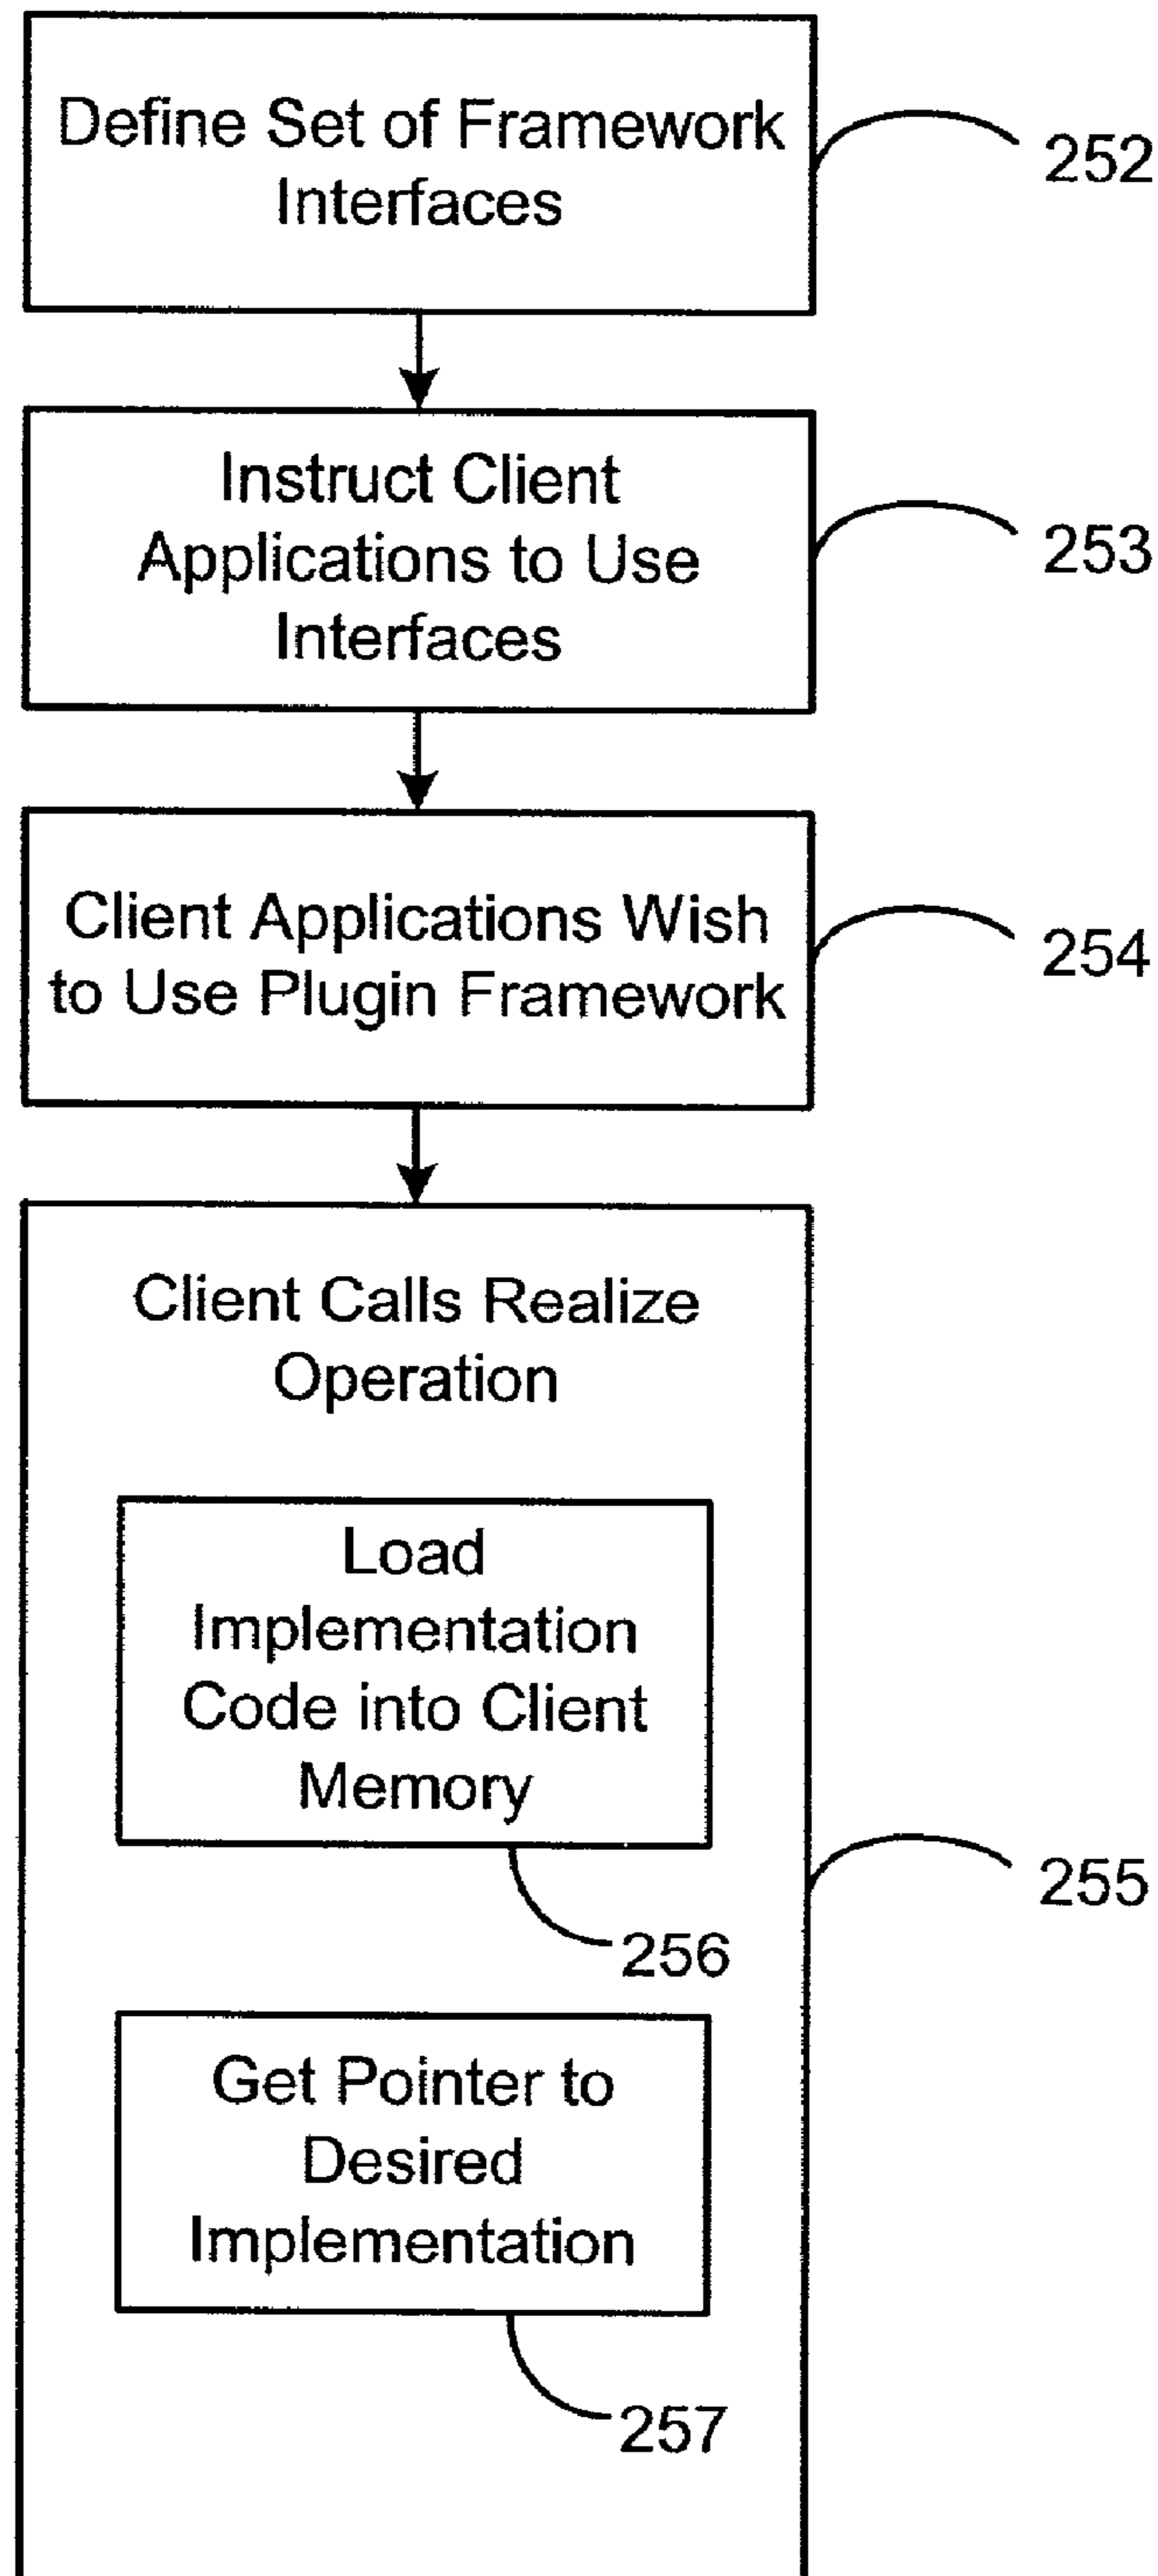 Define Set of Framework
Interfaces
252
Instruct Client
Applications to Use
Interfaces
253
Client Applications Wish
to Use Plugin Framework
254
Client Calls Realize
Operation
Load
Implementation
Code into Client
Memory
255
256
Get Pointer to
Desired
Implementation
257